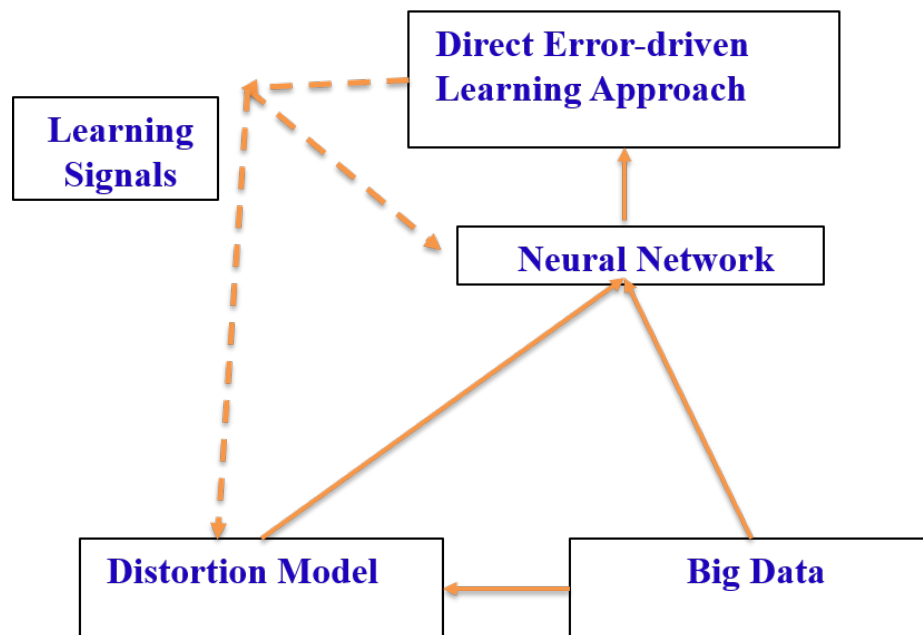 Direct Error-driven
Learning Approach
Learning
Signals
Neural Network
Distortion Model
Big Data